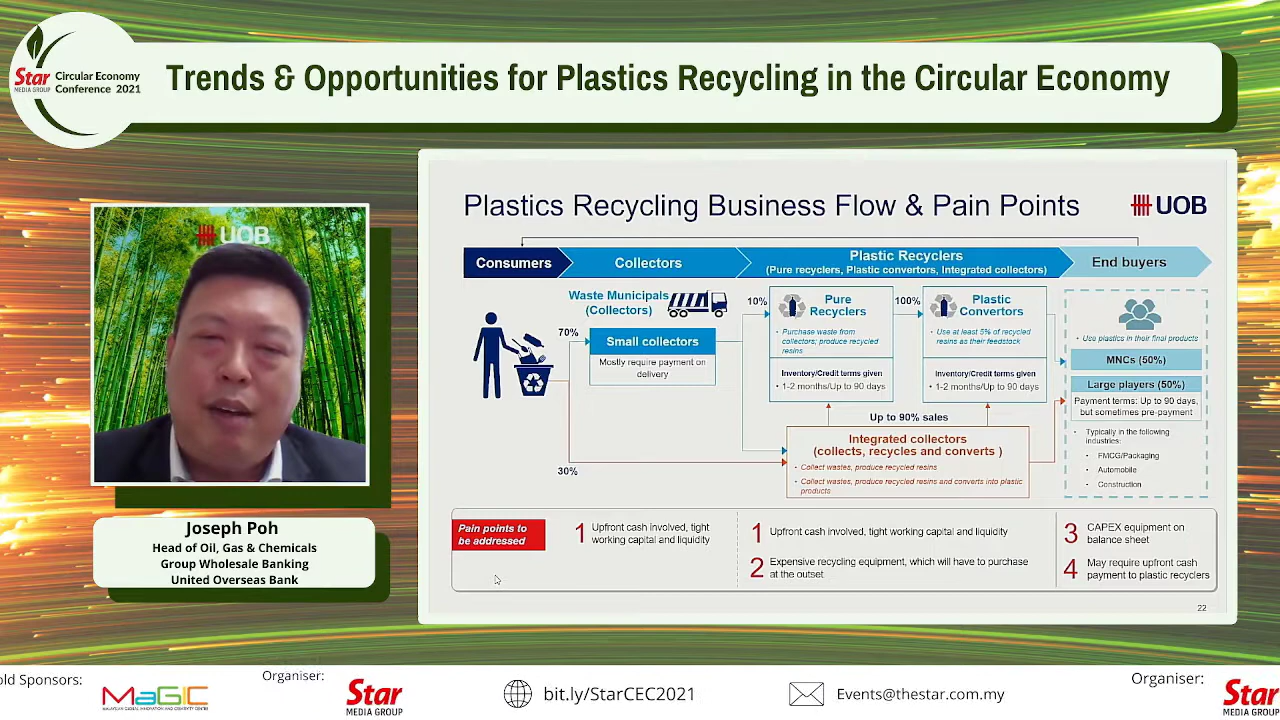 Star
MEDIA GROUP
Circular Economy
Conference 2021
Trends & Opportunities for Plastics Recycling in the Circular Economy
UOB
Joseph Poh
Head of Oil, Gas & Chemicals
Group Wholesale Banking
United Overseas Bank
Plastics Recycling Business Flow & Pain Points
UOB
Consumers
Collectors
Plastic Recyclers
(Pure recyclers, Plastic convertors, Integrated collectors)
End buyers
Waste Municipals
(Collectors)
70%
Small collectors
Mostly require payment on
delivery
30%
10%
Pure
Recyclers
• Purchase waste from
collectors; produce recycled
resins
Inventory/Credit terms given
• 1-2 months/Up to 90 days
100%
Plastic
Convertors
• Use at least 5% of recycled
resins as their feedstock
Inventory/Credit terms given
• 1-2 months/Up to 90 days
Up to 90% sales
Integrated collectors
(collects, recycles and converts )
• Collect wastes, produce recycled resins
• Collect wastes, produce recycled resins and converts into plastic
products
• Use plastics in their final products
MNCs (50%)
Large players (50%)
Payment terms: Up to 90 days,
but sometimes pre-payment
• Typically in the following
industries:
• FMCG/Packaging
• Automobile
• Construction
Pain points to
be addressed
1 Upfront cash involved, tight
working capital and liquidity
1 Upfront cash involved, tight working capital and liquidity
2 Expensive recycling equipment, which will have to purchase
at the outset
3 CAPEX equipment on
balance sheet
4 May require upfront cash
payment to plastic recyclers
22
old Sponsors:
MaGIC
MALAYSIAN GLOBAL INNOVATION AND CREATIVITY CENTRE
Organiser:
Star
MEDIA GROUP
bit.ly/StarCEC2021
Events@thestar.com.my
Organiser:
Star
MEDIA GROUP